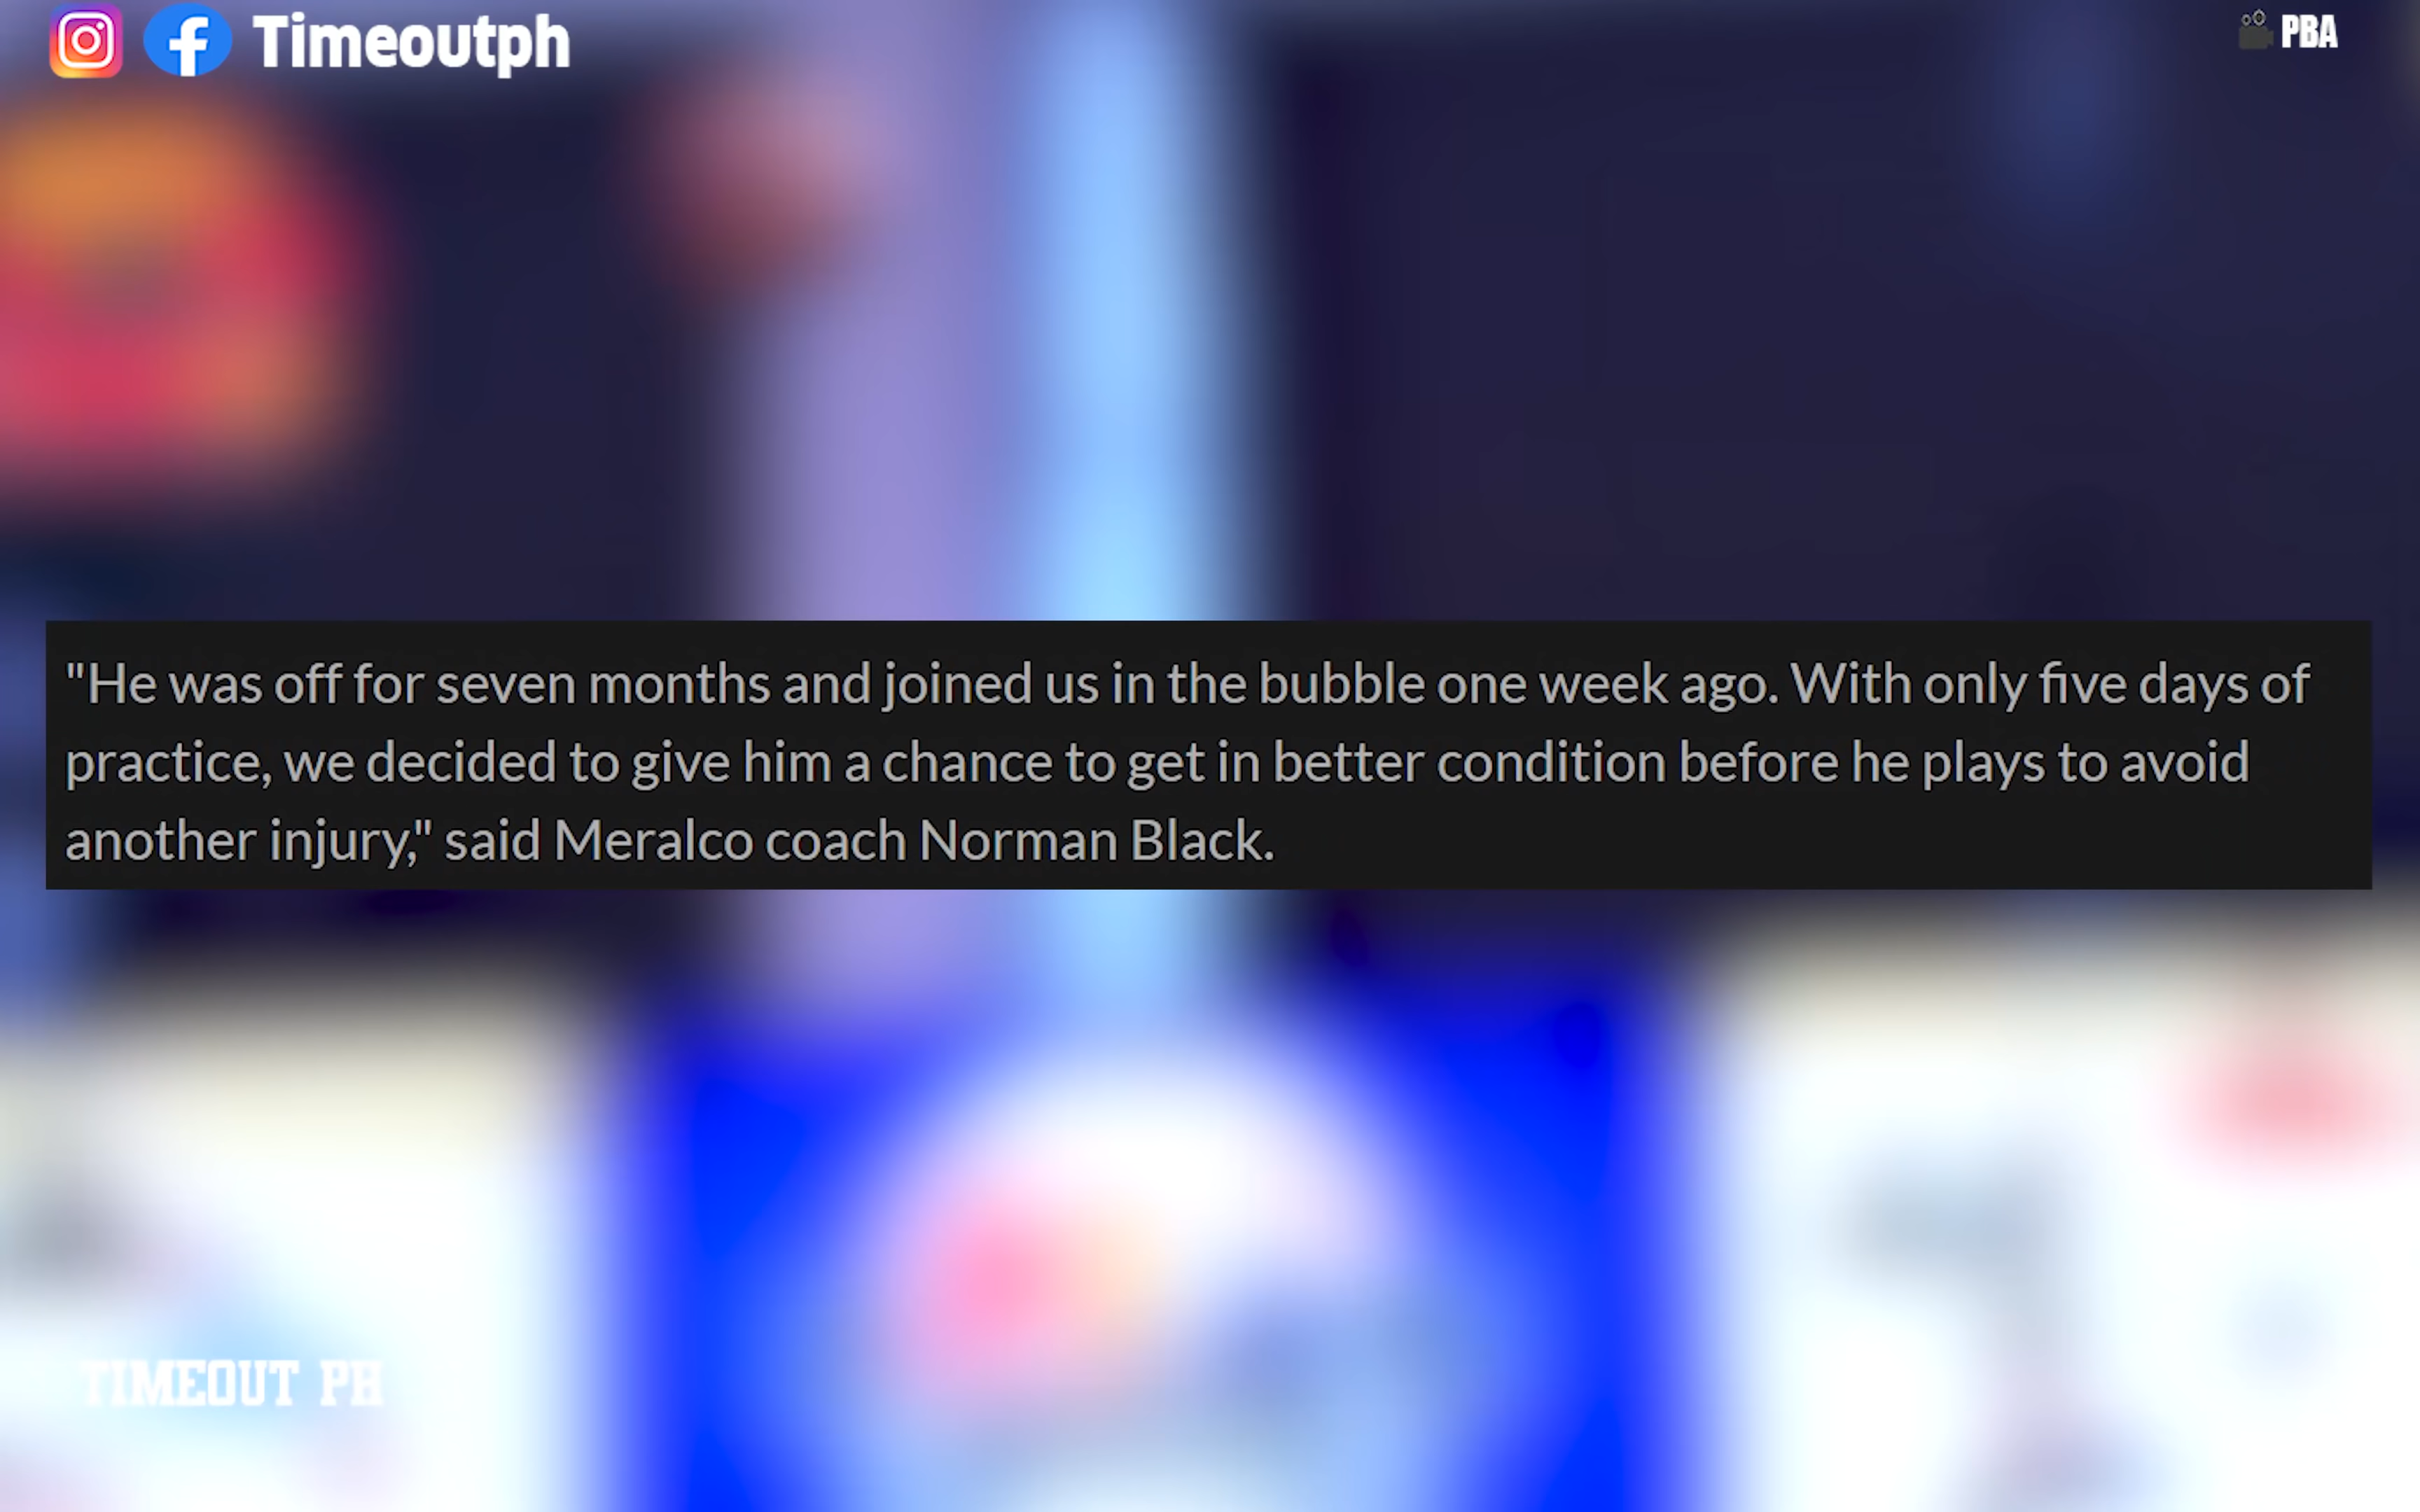 Timeoutph
PBA
"He was off for seven months and joined us in the bubble one week ago. With only five days of
practice, we decided to give him a chance to get in better condition before he plays to avoid
another injury," said Meralco coach Norman Black.
TIMEOUT PH